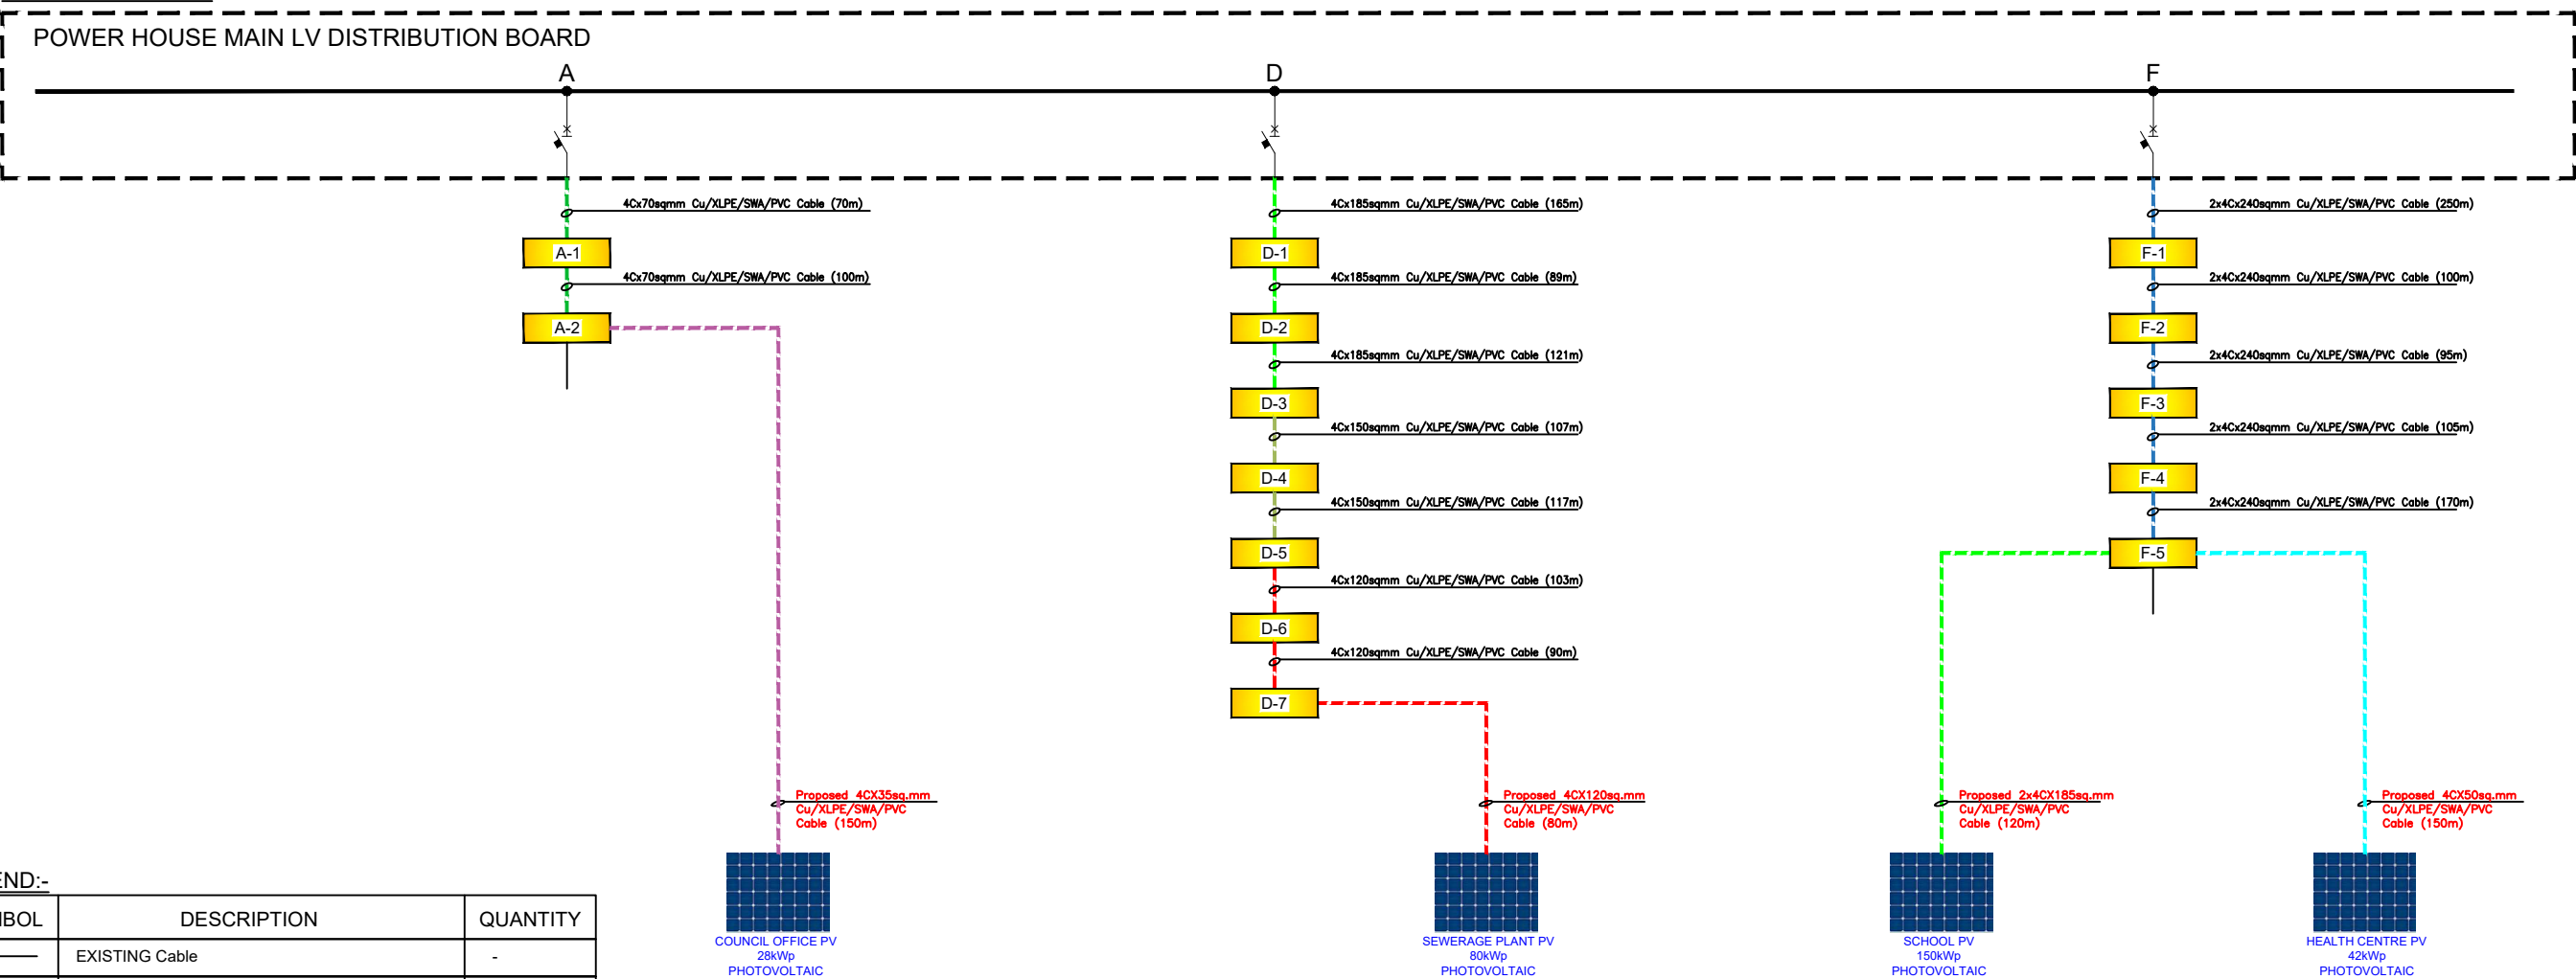 POWER HOUSE MAIN LV DISTRIBUTION BOARD
A
D
F
4Cx70sqmm Cu/XLPE/SWA/PVC Cable (70m)
4Cx185sqmm Cu/XLPE/SWA/PVC Cable (165m)
2x4Cx240sqmm Cu/XLPE/SWA/PVC Cable (250m)
A-1
D-1
F-1
4Cx70sqmm Cu/XLPE/SWA/PVC Cable (100m)
4Cx185sqmm Cu/XLPE/SWA/PVC Cable (89m)
2x4Cx240sqmm Cu/XLPE/SWA/PVC Cable (100m)
A-2
D-2
F-2
4Cx185sqmm Cu/XLPE/SWA/PVC Cable (121m)
2x4Cx240sqmm Cu/XLPE/SWA/PVC Cable (95m)
D-3
F-3
4Cx150sqmm Cu/XLPE/SWA/PVC Cable (107m)
2x4Cx240sqmm Cu/XLPE/SWA/PVC Cable (105m)
D-4
F-4
4Cx150sqmm Cu/XLPE/SWA/PVC Cable (117m)
2x4Cx240sqmm Cu/XLPE/SWA/PVC Cable (170m)
D-5
F-5
4Cx120sqmm Cu/XLPE/SWA/PVC Cable (103m)
D-6
4Cx120sqmm Cu/XLPE/SWA/PVC Cable (90m)
D-7
Proposed 4CX35sq.mm
Cu/XLPE/SWA/PVC
Cable (150m)
Proposed 4CX120sq.mm
Cu/XLPE/SWA/PVC
Cable (80m)
Proposed 2x4CX185sq.mm
Cu/XLPE/SWA/PVC
Cable (120m)
Proposed 4CX50sq.mm
Cu/XLPE/SWA/PVC
Cable (150m)
COUNCIL OFFICE PV
28kWp
PHOTOVOLTAIC
SEWERAGE PLANT PV
80kWp
PHOTOVOLTAIC
SCHOOL PV
150kWp
PHOTOVOLTAIC
HEALTH CENTRE PV
42kWp
PHOTOVOLTAIC
END:-
MBOL DESCRIPTION QUANTITY
EXISTING Cable -